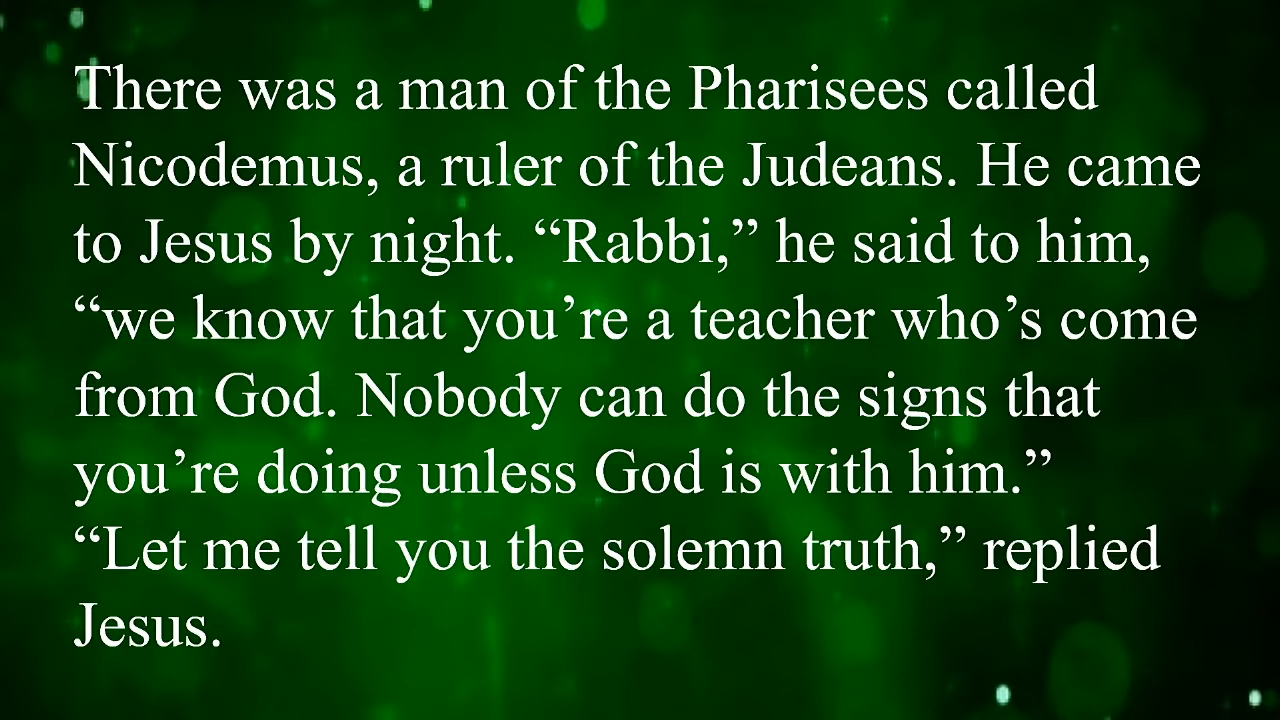 There was a man of the Pharisees called
Nicodemus, a ruler of the Judeans. He came
to Jesus by night. “Rabbi,” he said to him,
“we know that you’re a teacher who’s come
from God. Nobody can do the signs that
you’re doing unless God is with him.”
“Let me tell you the solemn truth,” replied
Jesus.